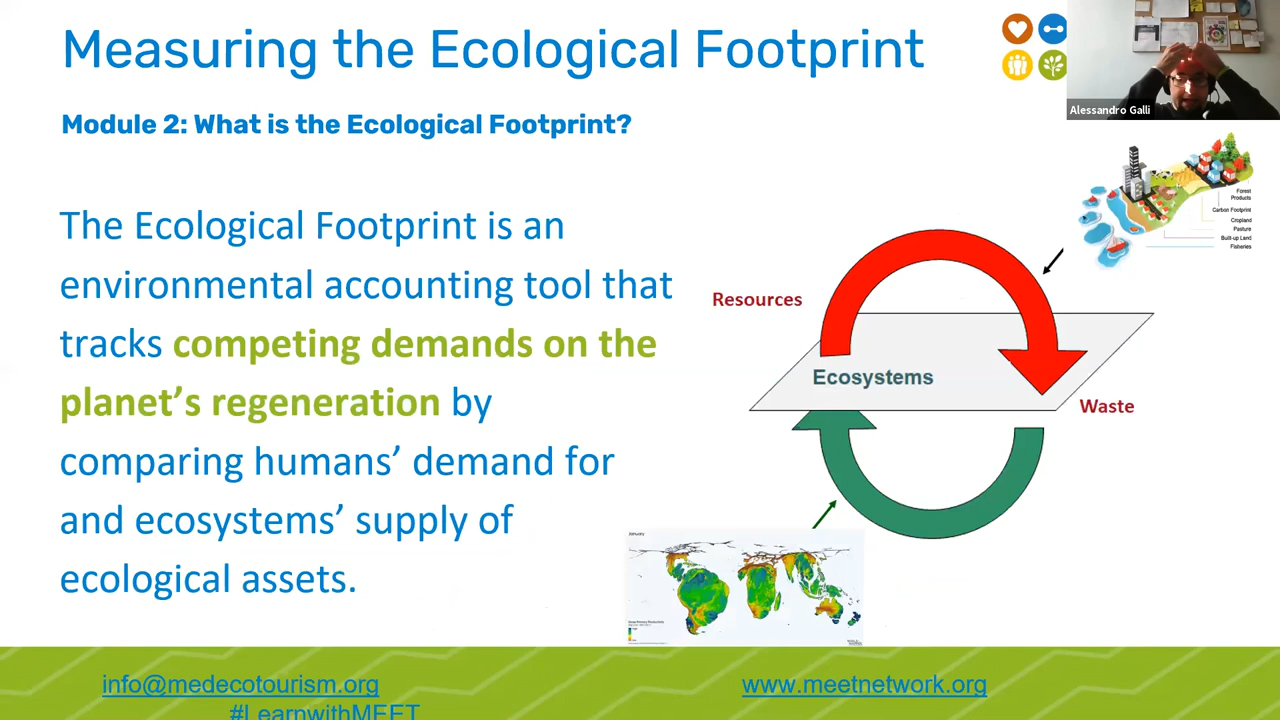 Measuring the Ecological Footprint
Alessandro Galli
Module 2: What is the Ecological Footprint?
The Ecological Footprint is an
environmental accounting tool that
tracks competing demands on the
planet’s regeneration by
comparing humans’ demand for
and ecosystems’ supply of
ecological assets.
Forest
Products
Carbon Footprint
Cropland
Pasture
Built-up Land
Fisheries
Resources
Ecosystems
Waste
January
info@medecotourism.org
www.meetnetwork.org
#LearnwithMEET